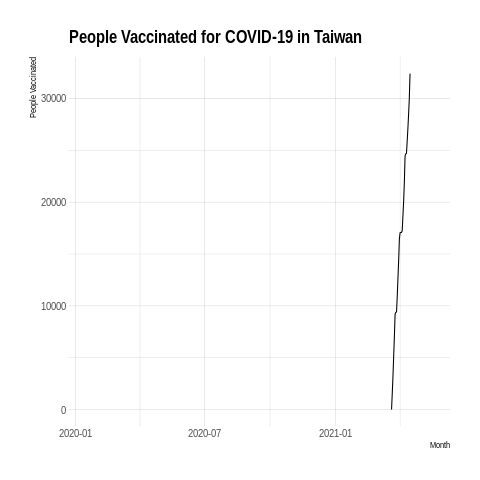 People Vaccinated for COVID-19 in Taiwan
People Vaccinated
30000
20000
10000
0
2020-01 2020-07 2021-01
Month